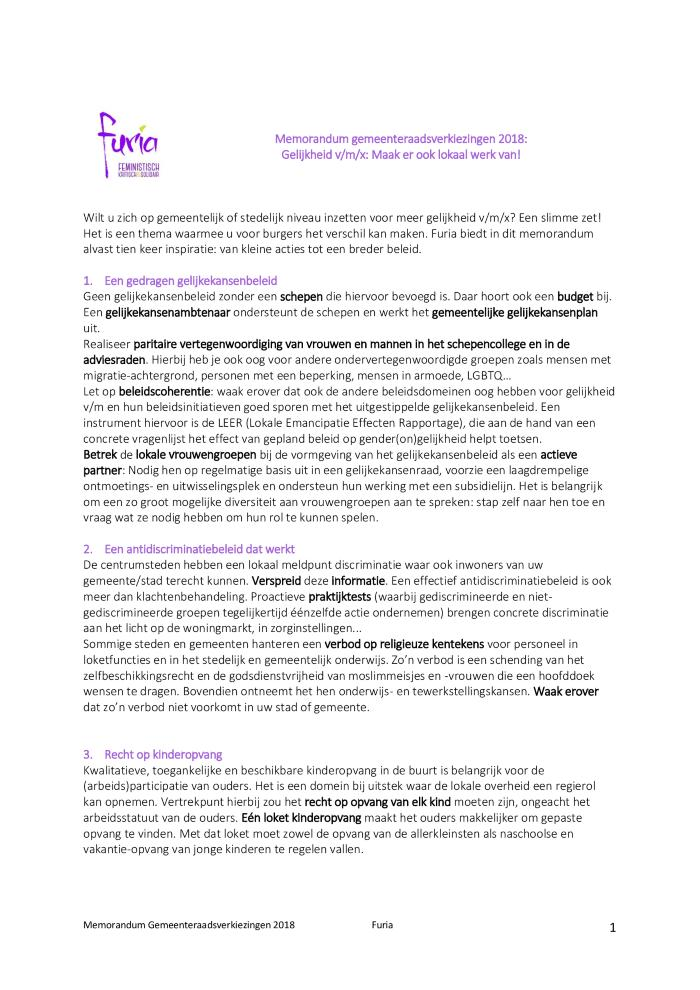 Furia
FEMINISTISCH
KRITISCH & SOLIDAIR
Memorandum gemeenteraadsverkiezingen 2018:
Gelijkheid v/m/x: Maak er ook lokaal werk van!
Wilt u zich op gemeentelijk of stedelijk niveau inzetten voor meer gelijkheid v/m/x? Een slimme zet!
Het is een thema waarmee u voor burgers het verschil kan maken. Furia biedt in dit memorandum
alvast tien keer inspiratie: van kleine acties tot een breder beleid.
1. Een gedragen gelijkekansenbeleid
Geen gelijkekansenbeleid zonder een schepen die hiervoor bevoegd is. Daar hoort ook een budget bij.
Een gelijkekansenambtenaar ondersteunt de schepen en werkt het gemeentelijke gelijkekansenplan
uit.
Realiseer paritaire vertegenwoordiging van vrouwen en mannen in het schepencollege en in de
adviesraden. Hierbij heb je ook oog voor andere ondervertegenwoordigde groepen zoals mensen met
migratie-achtergrond, personen met een beperking, mensen in armoede, LGBTQ…
Let op beleidscoherentie: waak erover dat ook de andere beleidsdomeinen oog hebben voor gelijkheid
v/m en hun beleidsinitiatieven goed sporen met het uitgestippelde gelijkekansenbeleid. Een
instrument hiervoor is de LEER (Lokale Emancipatie Effecten Rapportage), die aan de hand van een
concrete vragenlijst het effect van gepland beleid op gender(on)gelijkheid helpt toetsen.
Betrek de lokale vrouwengroepen bij de vormgeving van het gelijkekansenbeleid als een actieve
partner: Nodig hen op regelmatige basis uit in een gelijkekansenraad, voorzie een laagdrempelige
ontmoetings- en uitwisselingsplek en ondersteun hun werking met een subsidielijn. Het is belangrijk
om een zo groot mogelijke diversiteit aan vrouwengroepen aan te spreken: stap zelf naar hen toe en
vraag wat ze nodig hebben om hun rol te kunnen spelen.
2. Een antidiscriminatiebeleid dat werkt
De centrumsteden hebben een lokaal meldpunt discriminatie waar ook inwoners van uw
gemeente/stad terecht kunnen. Verspreid deze informatie. Een effectief antidiscriminatiebeleid is ook
meer dan klachtenbehandeling. Proactieve praktijktests (waarbij gediscrimineerde en niet-
gediscrimineerde groepen tegelijkertijd éénzelfde actie ondernemen) brengen concrete discriminatie
aan het licht op de woningmarkt, in zorginstellingen…
Sommige steden en gemeenten hanteren een verbod op religieuze kentekens voor personeel in
loketfuncties en in het stedelijk en gemeentelijk onderwijs. Zo’n verbod is een schending van het
zelfbeschikkingsrecht en de godsdienstvrijheid van moslimmeisjes en -vrouwen die een hoofddoek
wensen te dragen. Bovendien ontneemt het hen onderwijs- en tewerkstellingskansen. Waak erover
dat zo’n verbod niet voorkomt in uw stad of gemeente.
3. Recht op kinderopvang
Kwalitatieve, toegankelijke en beschikbare kinderopvang in de buurt is belangrijk voor de
(arbeids)participatie van ouders. Het is een domein bij uitstek waar de lokale overheid een regierol
kan opnemen. Vertrekpunt hierbij zou het recht op opvang van elk kind moeten zijn, ongeacht het
arbeidsstatuut van de ouders. Eén loket kinderopvang maakt het ouders makkelijker om gepaste
opvang te vinden. Met dat loket moet zowel de opvang van de allerkleinsten als naschoolse en
vakantie-opvang van jonge kinderen te regelen vallen.
Memorandum Gemeenteraadsverkiezingen 2018 Furia 1